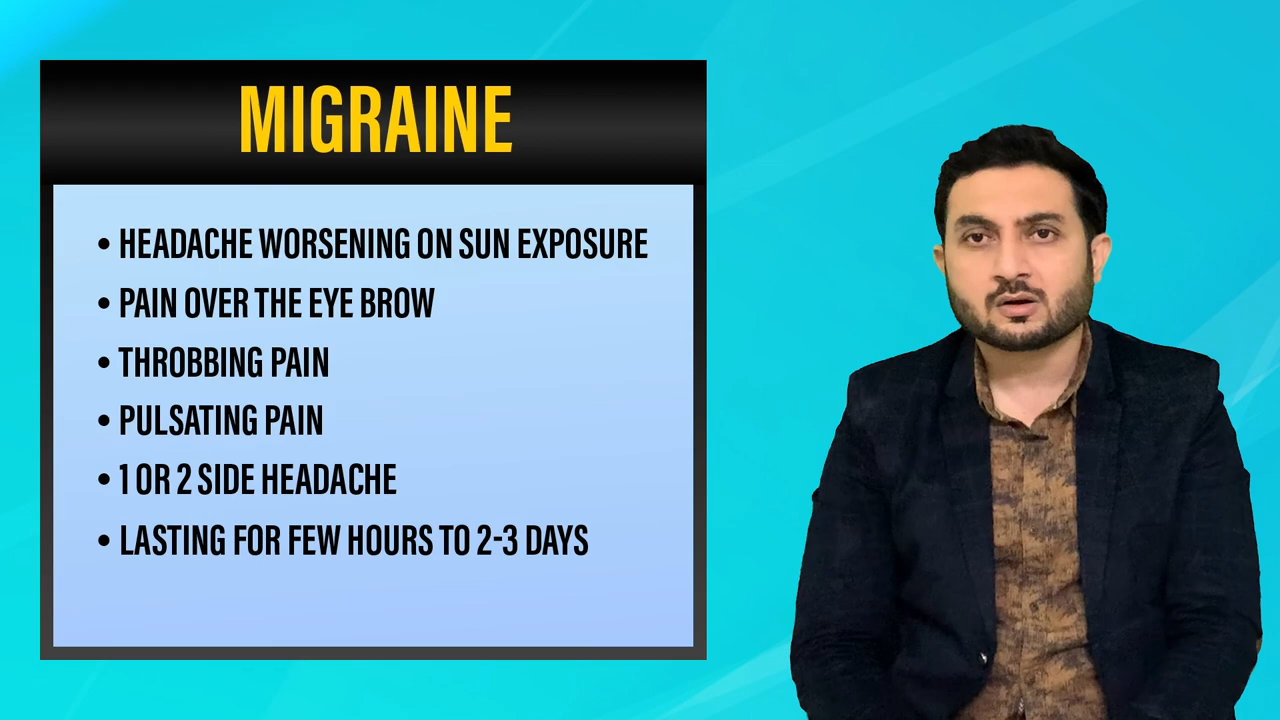 MIGRAINE
• HEADACHE WORSENING ON SUN EXPOSURE
• PAIN OVER THE EYE BROW
• THROBBING PAIN
• PULSATING PAIN
• 1 OR 2 SIDE HEADACHE
• LASTING FOR FEW HOURS TO 2-3 DAYS